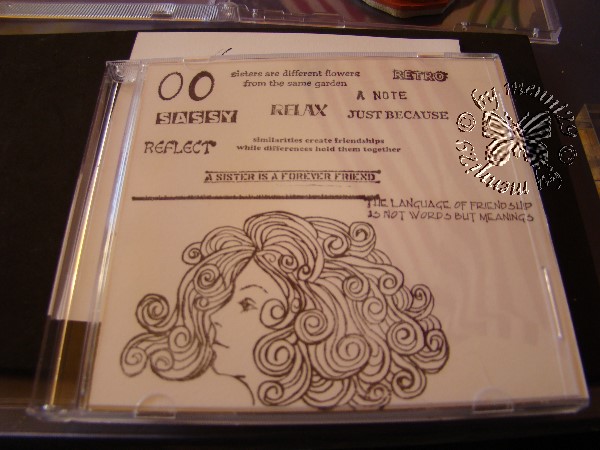 sisters are different flowers
from the same garden
RETRO
A NOTE
SASSY
RELAX
JUST BECAUSE
REFLECT
similarities create friendships
while differences hold them together
A SISTER IS A FOREVER FRIEND
THE LANGUAGE OF FRIENDSHIP
IS NOT WORDS BUT MEANINGS